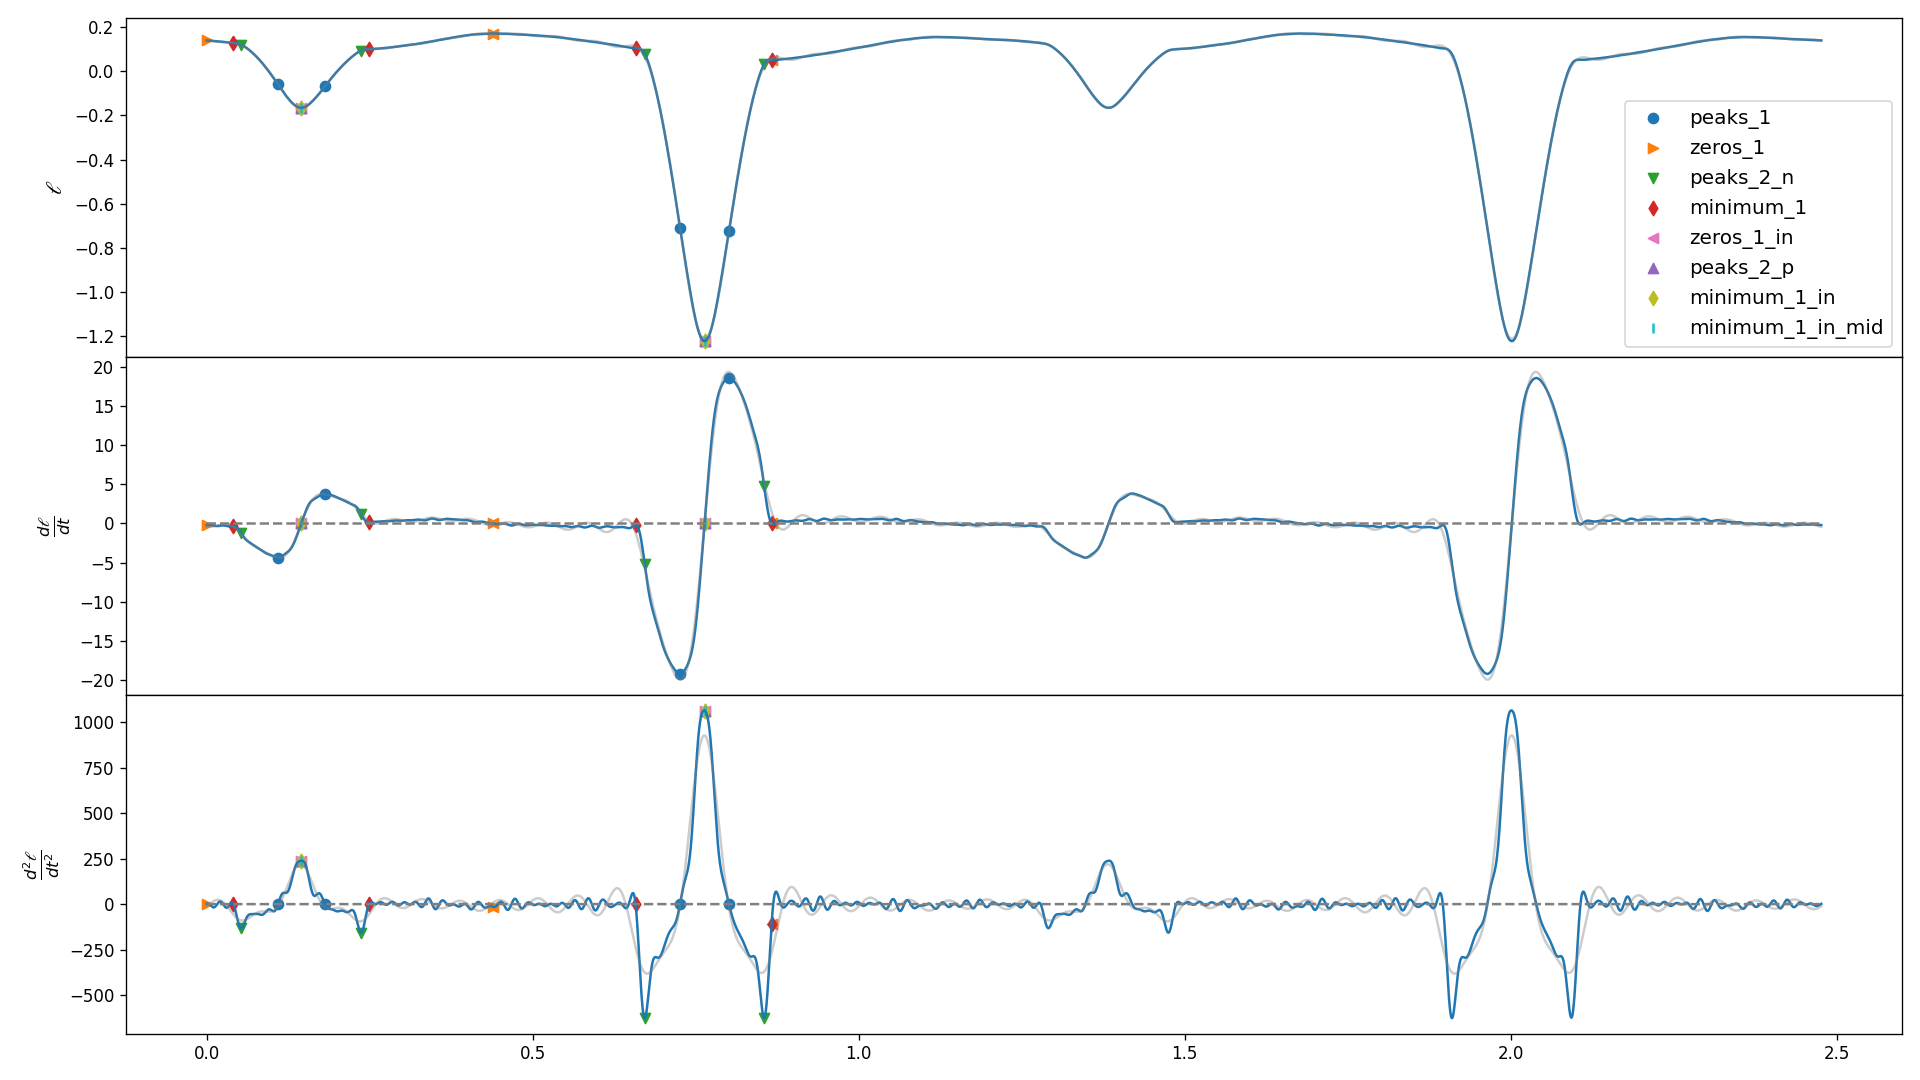 0.2
0.0
−0.2
−0.4
−0.6
−0.8
−1.0
−1.2
ℓ
peaks_1
zeros_1
peaks_2_n
minimum_1
zeros_1_in
peaks_2_p
minimum_1_in
minimum_1_in_mid
20
15
10
5
0
−5
−10
−15
−20
dℓ
dt
1000
750
500
250
0
−250
−500
d²ℓ
dt²
0.0 0.5 1.0 1.5 2.0 2.5